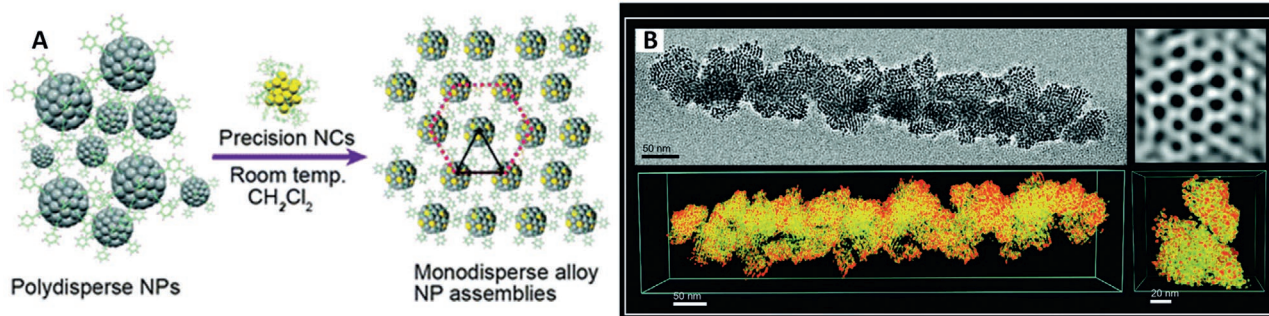 A
Precision NCs
Room temp.
CH2Cl2
Polydisperse NPs
Monodisperse alloy
NP assemblies
B
50 nm
50 nm
20 nm